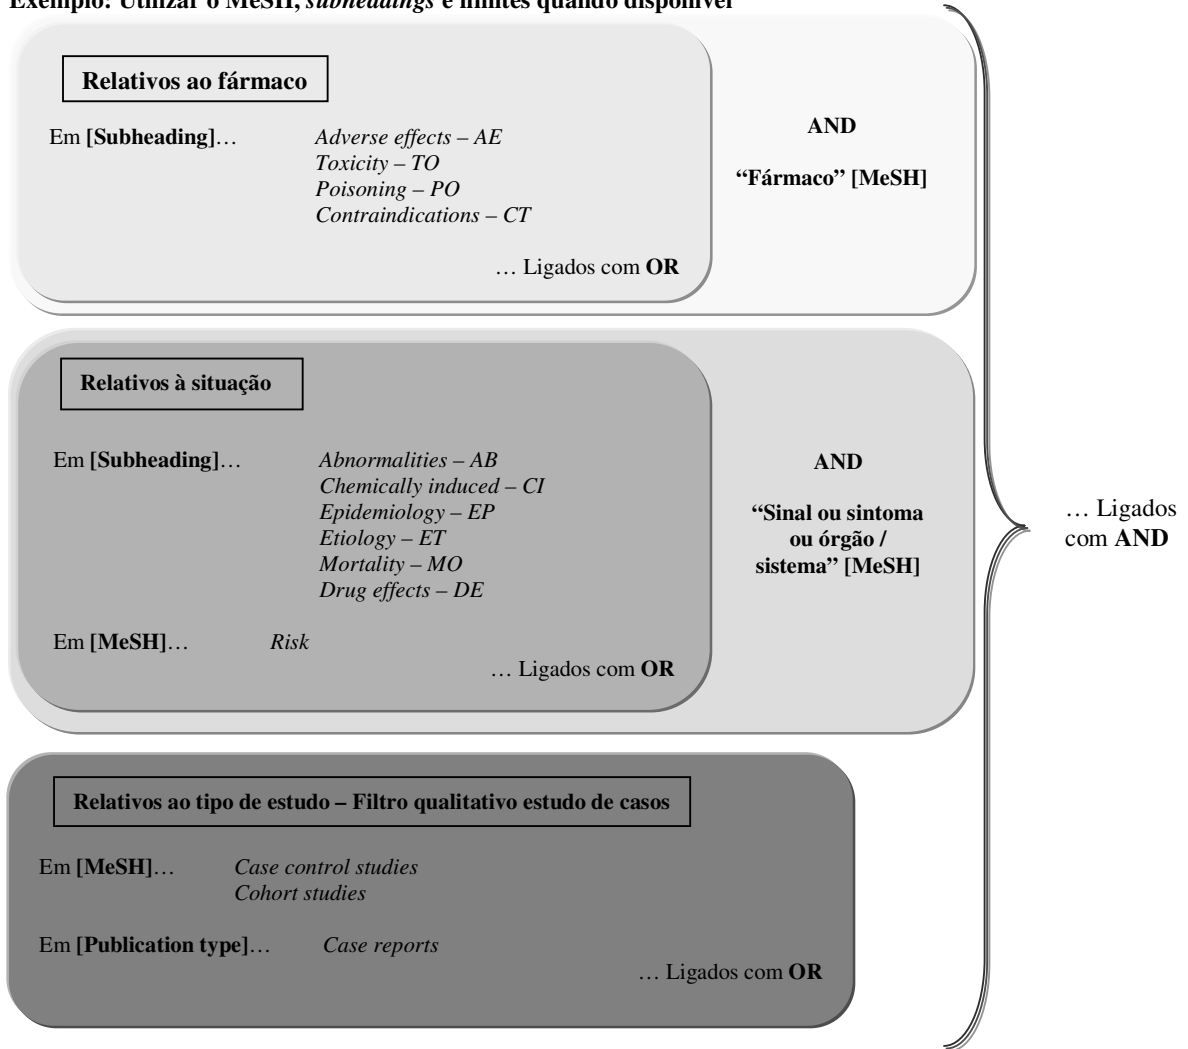 Exemplo: Utilizar o MeSH, subheadings e limites quando disponível
Relativos ao fármaco
Em [Subheading]… Adverse effects – AE
Toxicity – TO
Poisoning – PO
Contraindications – CT
… Ligados com OR
AND
“Fármaco” [MeSH]
Relativos à situação
Em [Subheading]… Abnormalities – AB
Chemically induced – CI
Epidemiology – EP
Etiology – ET
Mortality – MO
Drug effects – DE
Em [MeSH]… Risk
… Ligados com OR
AND
“Sinal ou sintoma
ou órgão /
sistema” [MeSH]
… Ligados
com AND
Relativos ao tipo de estudo – Filtro qualitativo estudo de casos
Em [MeSH]… Case control studies
Cohort studies
Em [Publication type]… Case reports
… Ligados com OR